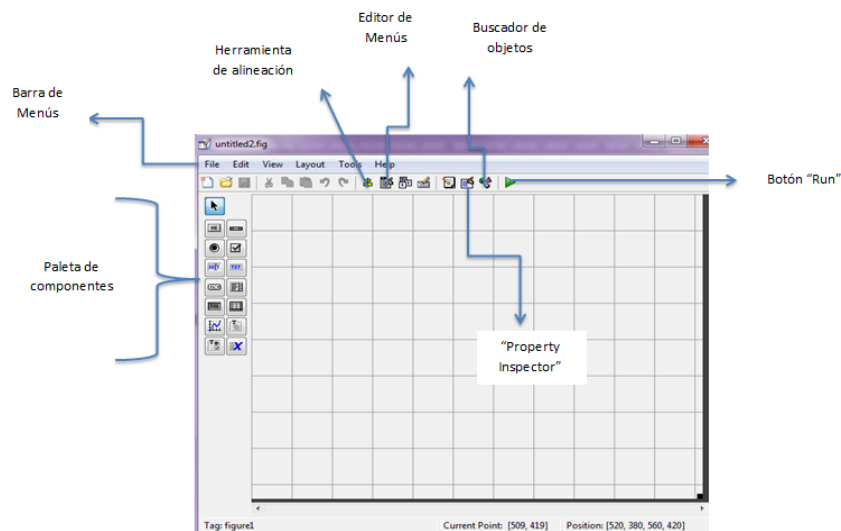 Editor de
Menús
Buscador de
objetos
Herramienta
de alineación
Barra de
Menús
untitled2.fig
File Edit View Layout Tools Help
Botón “Run”
Paleta de
componentes
“Property
Inspector”
Tag: figure1 Current Point: [509, 419] Position: [520, 380, 560, 420]